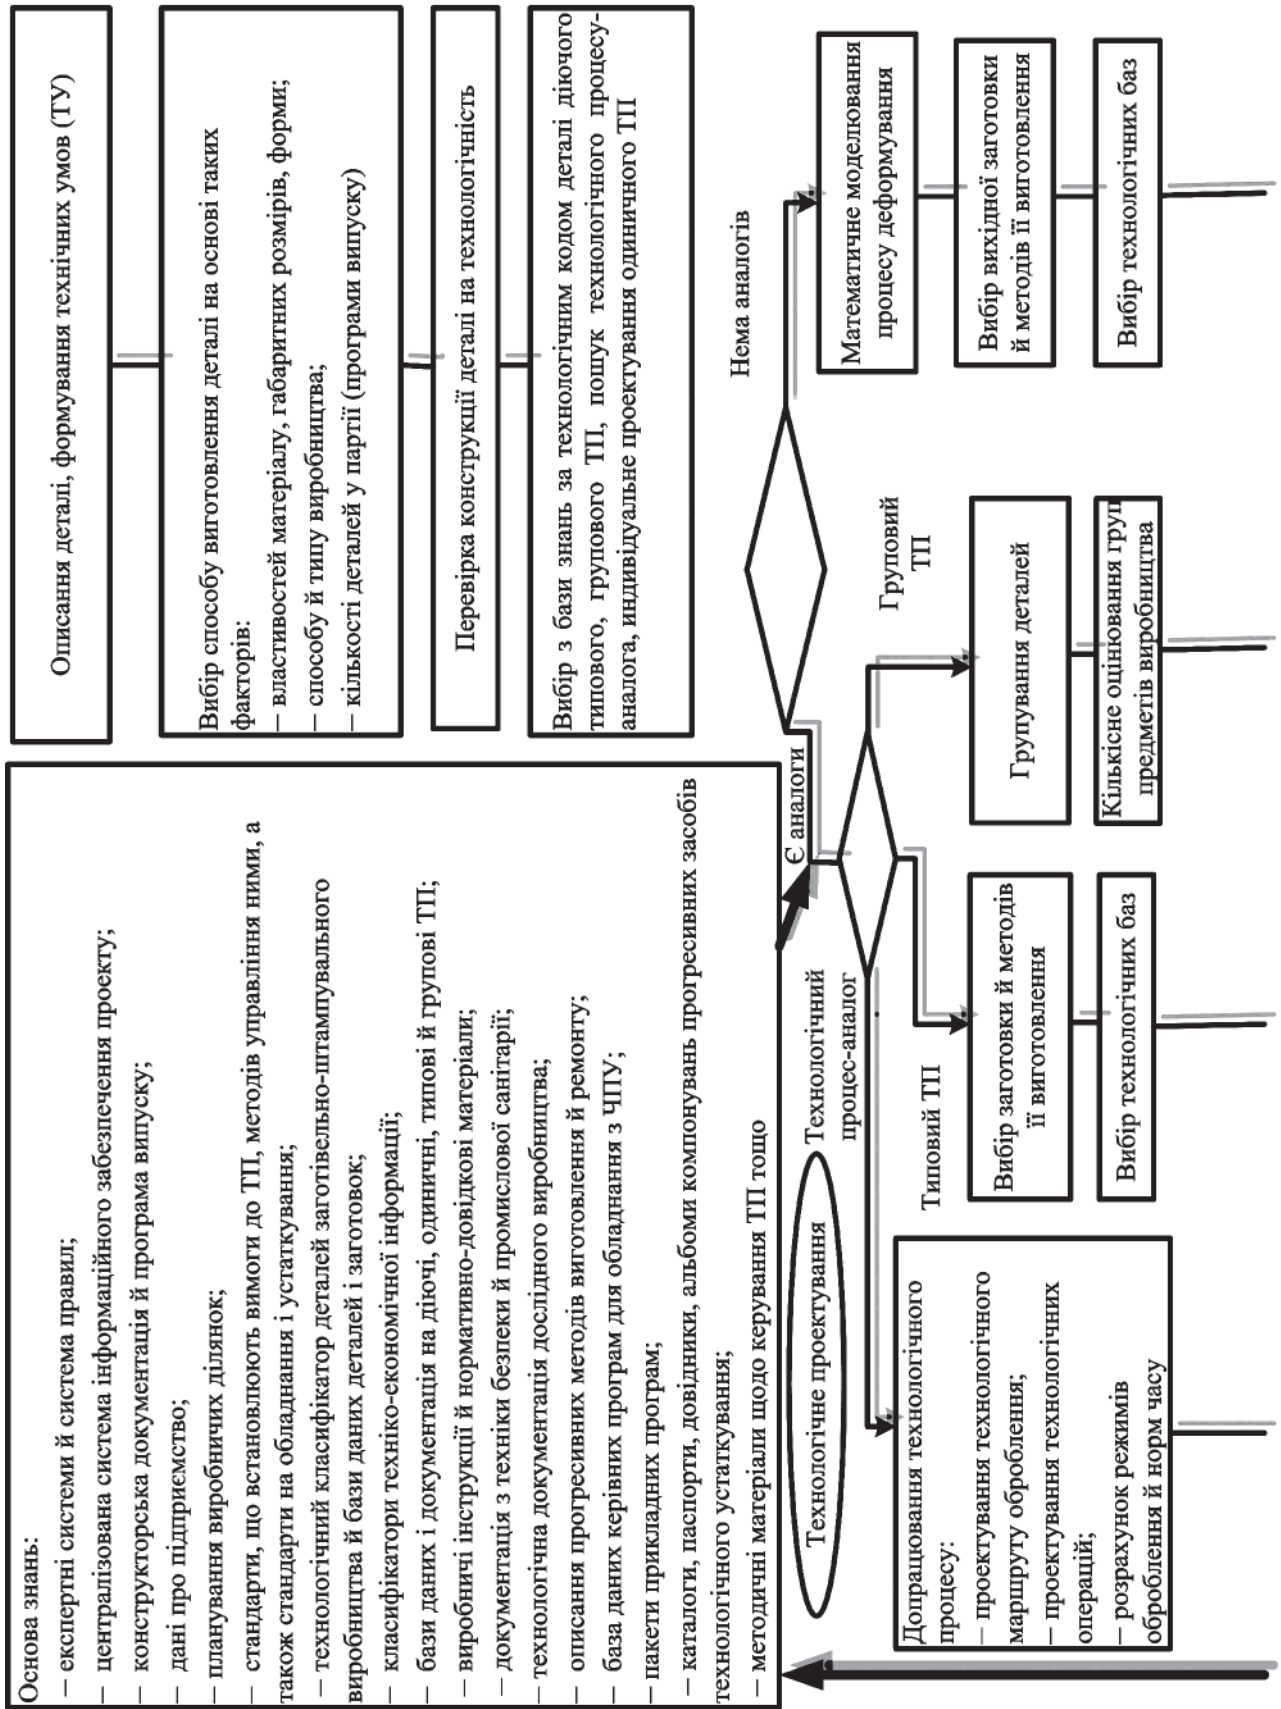 Основа знань:
– експертні системи й система правил;
– централізована система інформаційного забезпечення проекту;
– конструкторська документація й програма випуску;
– дані про підприємство;
– планування виробничих ділянок;
– стандарти, що встановлюють вимоги до ТП, методів управління ними, а
також стандарти на обладнання і устаткування;
– технологічний класифікатор деталей заготівельно-штампувального
виробництва й бази даних деталей і заготовок;
– класифікатори техніко-економічної інформації;
– бази даних і документація на діючі, одиничні, типові й групові ТП;
– виробничі інструкції й нормативно-довідкові матеріали;
– документація з техніки безпеки й промислової санітарії;
– технологічна документація дослідного виробництва;
– описання прогресивних методів виготовлення й ремонту;
– база даних керівних програм для обладнання з ЧПУ;
– пакети прикладних програм;
– каталоги, паспорти, довідники, альбоми компонувань прогресивних засобів
технологічного устаткування;
– методичні матеріали щодо керування ТП тощо
Описання деталі, формування технічних умов (ТУ)
Вибір способу виготовлення деталі на основі таких
факторів:
– властивостей матеріалу, габаритних розмірів, форми;
– способу й типу виробництва;
– кількості деталей у партії (програми випуску)
Перевірка конструкції деталі на технологічність
Вибір з бази знань за технологічним кодом деталі діючого
типового, групового ТП, пошук технологічного процесу-
аналога, индивідуальне проектування одиничного ТП
Технологічне проектування
Є аналоги
Нема аналогів
Технологічний
процес-аналог
Типовий ТП
Груповий
ТП
Допрацювання технологічного
процесу:
– проектування технологічного
маршруту оброблення;
– проектування технологічних
операцій;
– розрахунок режимів
оброблення й норм часу
Вибір заготовки й методів
її виготовлення
Вибір технологічних баз
Групування деталей
Кількісне оцінювання груп
предметів виробництва
Математичне моделювання
процесу деформування
Вибір вихідної заготовки
й методів її виготовлення
Вибір технологічних баз